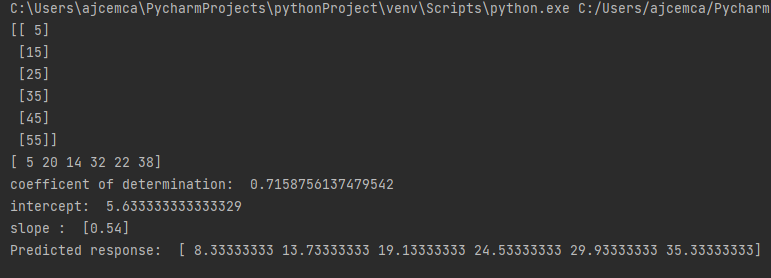 C:\Users\ajcemca\PycharmProjects\pythonProject\venv\Scripts\python.exe C:/Users/ajcemca/Pycharm
[[ 5]
 [15]
 [25]
 [35]
 [45]
 [55]]
[ 5 20 14 32 22 38]
coefficent of determination:  0.7158756137479542
intercept:  5.633333333333329
slope :  [0.54]
Predicted response:  [ 8.33333333 13.73333333 19.13333333 24.53333333 29.93333333 35.33333333]